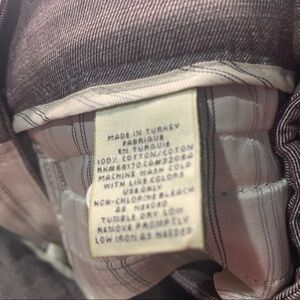 MADE IN TURKEY
FABRIQUE
EN TURQUIE
100% COTTON/COTON
MACHINE WASH COLD
WITH LIKE COLORS
USE ONLY
NON-CHLORINE BLEACH
AS NEEDED
TUMBLE DRY LOW
REMOVE PROMPTLY
LOW IRON AS NEEDED